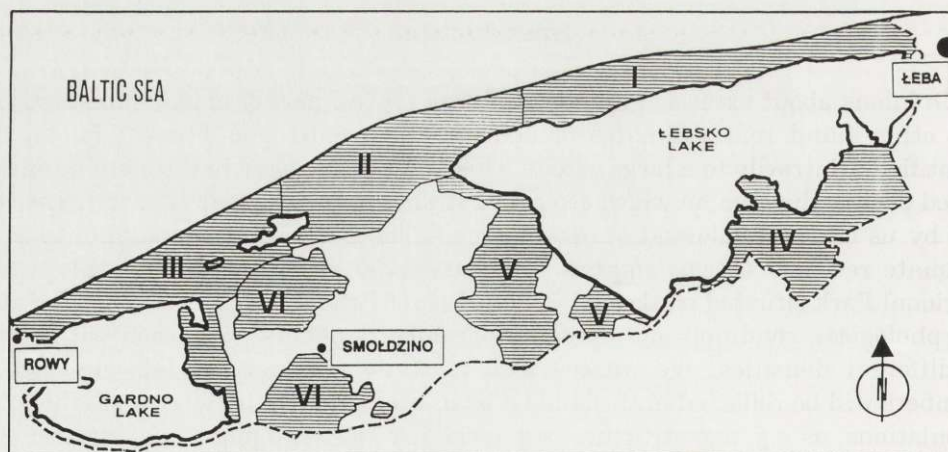 BALTIC SEA
I
ŁEBA
ŁEBSKO
LAKE
II
III
IV
V
V
VI
VI
SMOŁDZINO
ROWY
GARDNO
LAKE
N